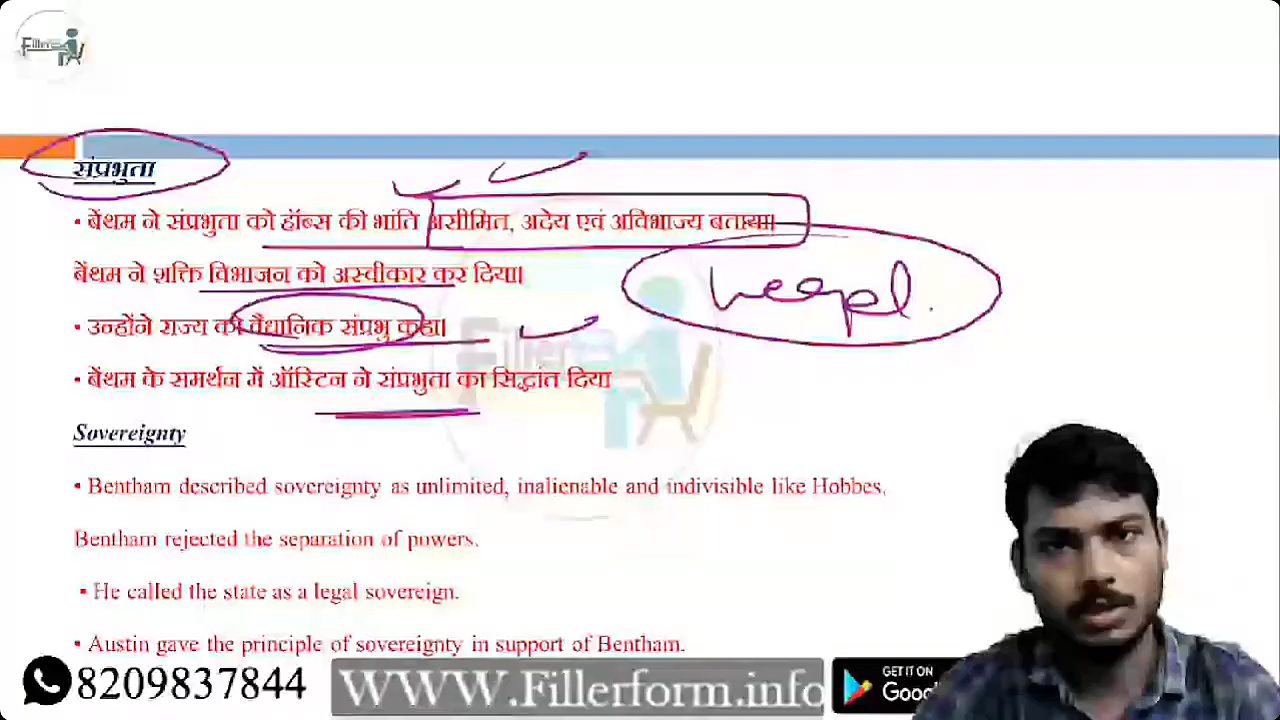 Filler
संप्रभुता
• बेंथम ने संप्रभुता को हॉब्स की भांति असीमित, अदेय एवं अविभाज्य बताया।
बेंथम ने शक्ति विभाजन को अस्वीकार कर दिया।
• उन्होंने राज्य को वैधानिक संप्रभु कहा।
• बेंथम के समर्थन में ऑस्टिन ने संप्रभुता का सिद्धांत दिया
Sovereignty
• Bentham described sovereignty as unlimited, inalienable and indivisible like Hobbes,
Bentham rejected the separation of powers.
• He called the state as a legal sovereign.
• Austin gave the principle of sovereignty in support of Bentham.
8209837844
WWW.Fillerform.info
GET IT ON
Goo